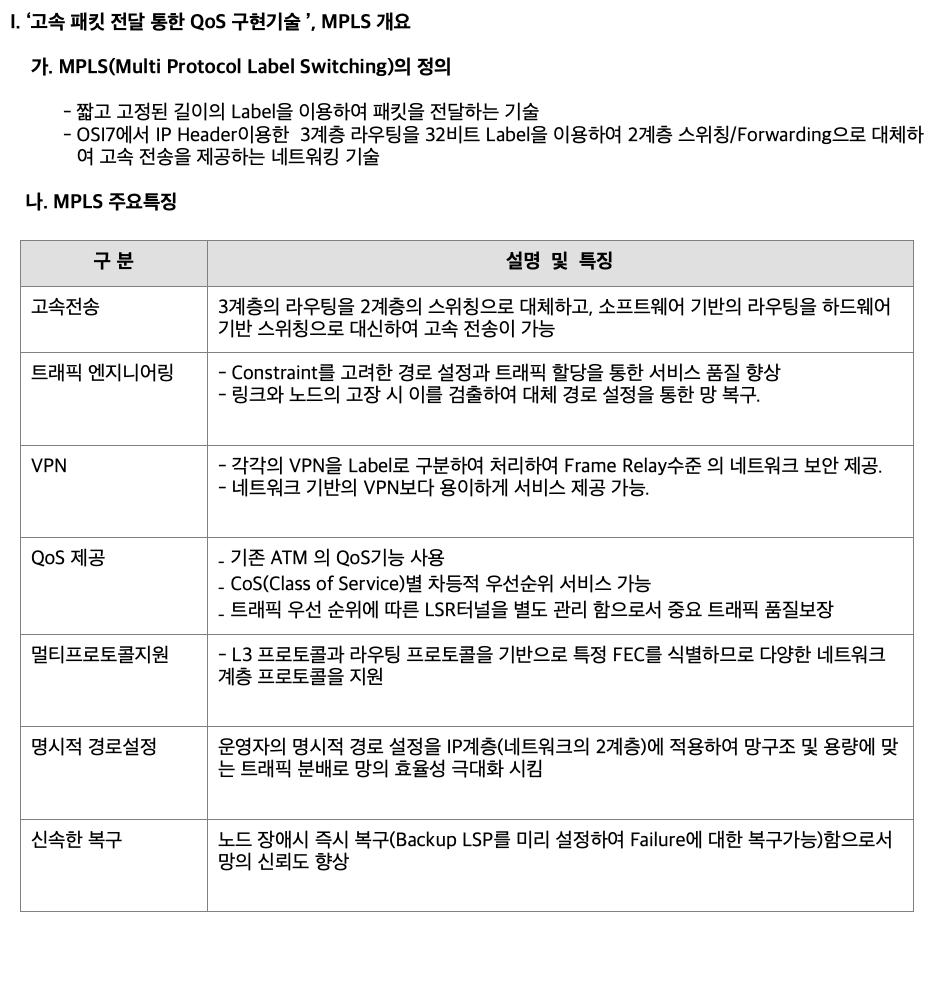 I. ‘고속 패킷 전달 통한 QoS 구현기술 ’, MPLS 개요
가. MPLS(Multi Protocol Label Switching)의 정의
- 짧고 고정된 길이의 Label을 이용하여 패킷을 전달하는 기술
- OSI7에서 IP Header이용한 3계층 라우팅을 32비트 Label을 이용하여 2계층 스위칭/Forwarding으로 대체하
여 고속 전송을 제공하는 네트워킹 기술
나. MPLS 주요특징
구 분 설명 및 특징
고속전송 3계층의 라우팅을 2계층의 스위칭으로 대체하고, 소프트웨어 기반의 라우팅을 하드웨어
기반 스위칭으로 대신하여 고속 전송이 가능
트래픽 엔지니어링 - Constraint를 고려한 경로 설정과 트래픽 할당을 통한 서비스 품질 향상
- 링크와 노드의 고장 시 이를 검출하여 대체 경로 설정을 통한 망 복구.
VPN - 각각의 VPN을 Label로 구분하여 처리하여 Frame Relay수준 의 네트워크 보안 제공.
- 네트워크 기반의 VPN보다 용이하게 서비스 제공 가능.
QoS 제공 - 기존 ATM 의 QoS기능 사용
- CoS(Class of Service)별 차등적 우선순위 서비스 가능
- 트래픽 우선 순위에 따른 LSR터널을 별도 관리 함으로서 중요 트래픽 품질보장
멀티프로토콜지원 - L3 프로토콜과 라우팅 프로토콜을 기반으로 특정 FEC를 식별하므로 다양한 네트워크
계층 프로토콜을 지원
명시적 경로설정 운영자의 명시적 경로 설정을 IP계층(네트워크의 2계층)에 적용하여 망구조 및 용량에 맞
는 트래픽 분배로 망의 효율성 극대화 시킴
신속한 복구 노드 장애시 즉시 복구(Backup LSP를 미리 설정하여 Failure에 대한 복구가능)함으로서
망의 신뢰도 향상